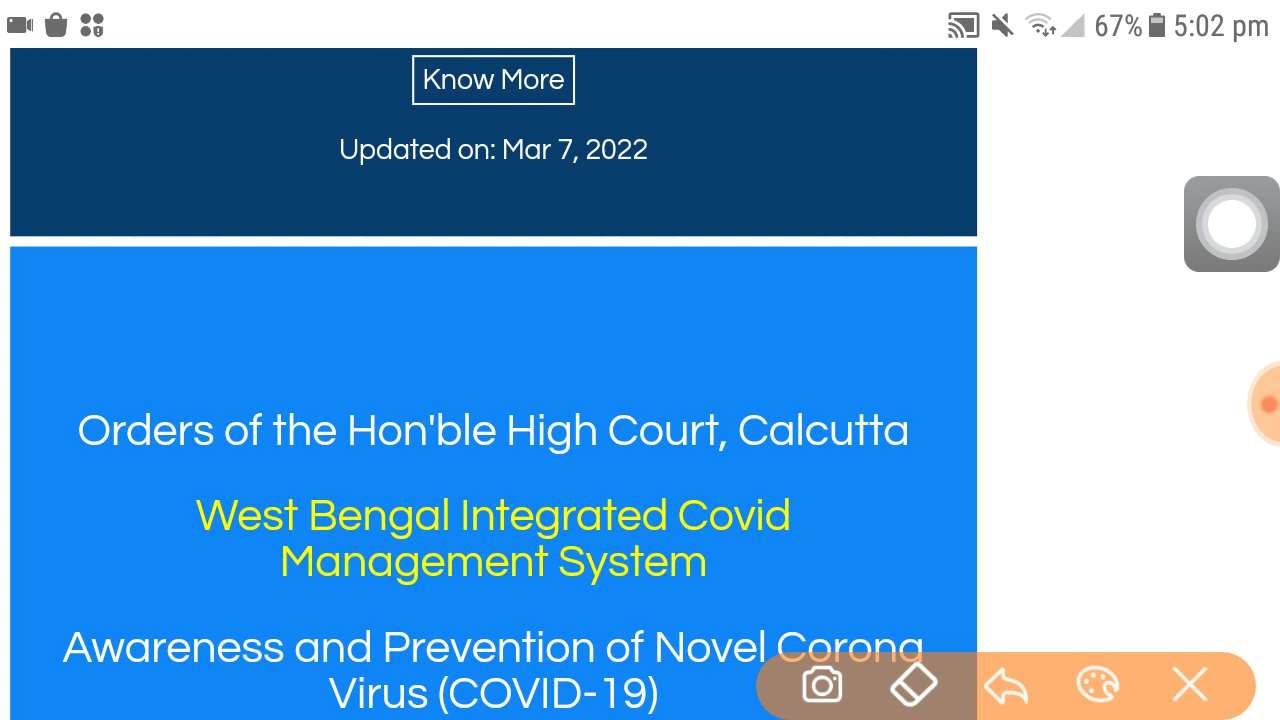 67% 5:02 pm
Know More
Updated on: Mar 7, 2022
Orders of the Hon'ble High Court, Calcutta
West Bengal Integrated Covid
Management System
Awareness and Prevention of Novel Corona
Virus (COVID-19)